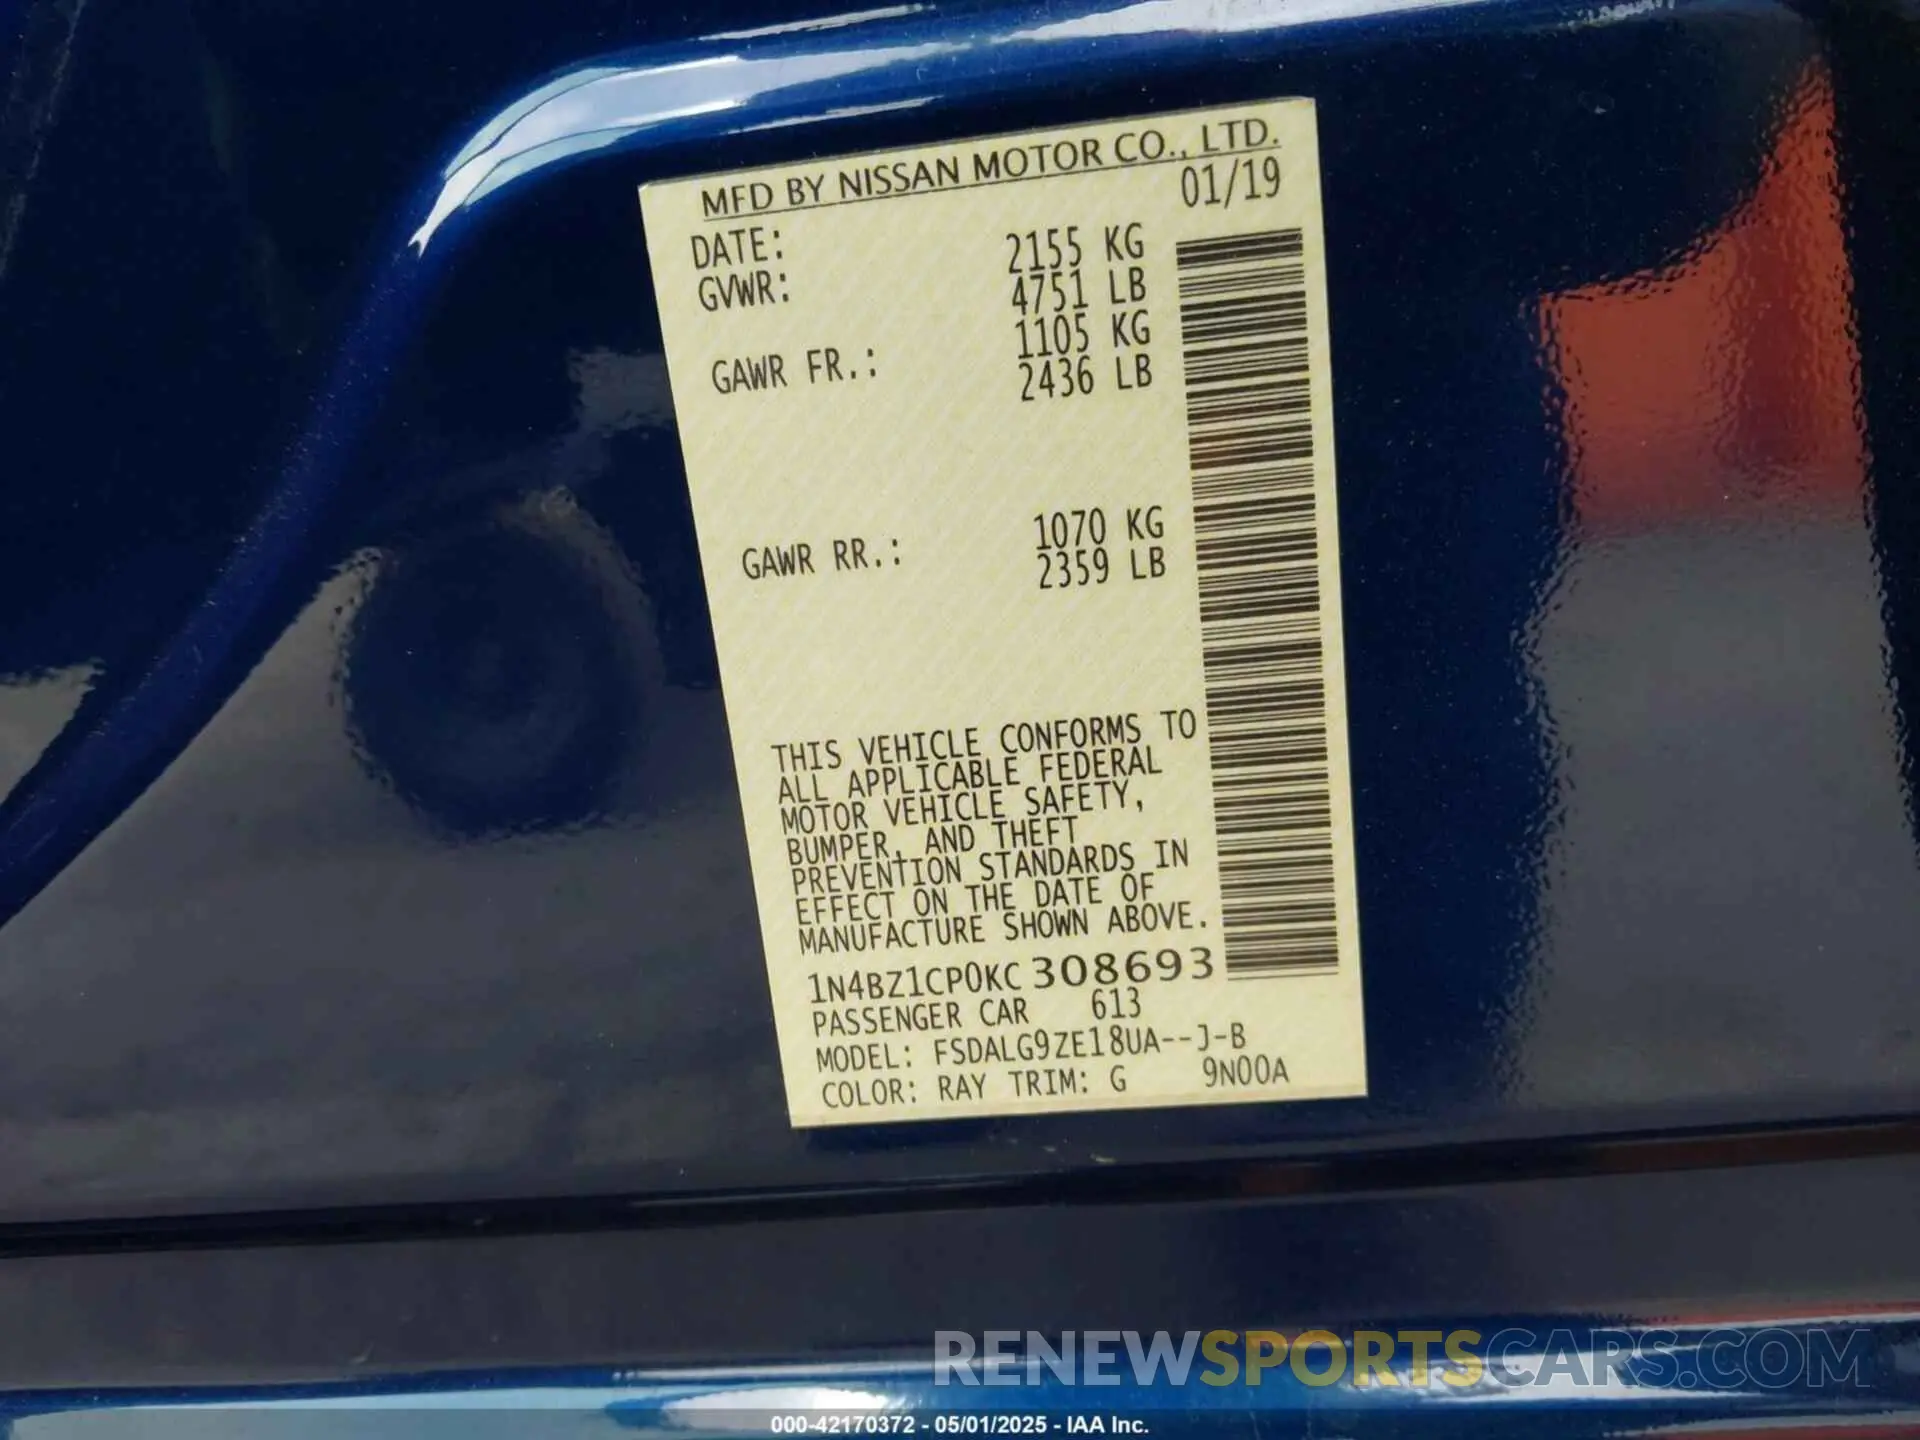 MFD BY NISSAN MOTOR CO., LTD.
DATE: 01/19
GVWR: 2155 KG
4751 LB
GAWR FR.: 1105 KG
2436 LB
GAWR RR.: 1070 KG
2359 LB
THIS VEHICLE CONFORMS TO
ALL APPLICABLE FEDERAL
MOTOR VEHICLE SAFETY,
BUMPER, AND THEFT
PREVENTION STANDARDS IN
EFFECT ON THE DATE OF
MANUFACTURE SHOWN ABOVE.
1N4BZ1CP0KC 308693
PASSENGER CAR 613
MODEL: FSDALG9ZE18UA--J-B
COLOR: RAY TRIM: G 9N00A
RENEWSPORTSCARS.COM
000-42170372 - 05/01/2025 - IAA Inc.